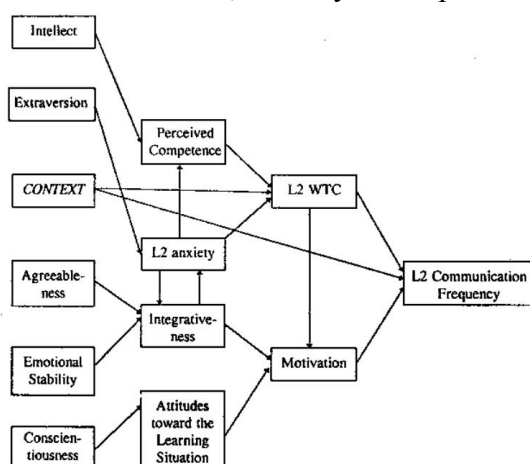 Intellect
Extraversion
Perceived
Competence
CONTEXT
L2 WTC
L2 anxiety
Agreeable-
ness
L2 Communication
Frequency
Integrative-
ness
Emotional
Stability
Motivation
Attitudes
toward the
Learning
Situation
Conscien-
tiousness